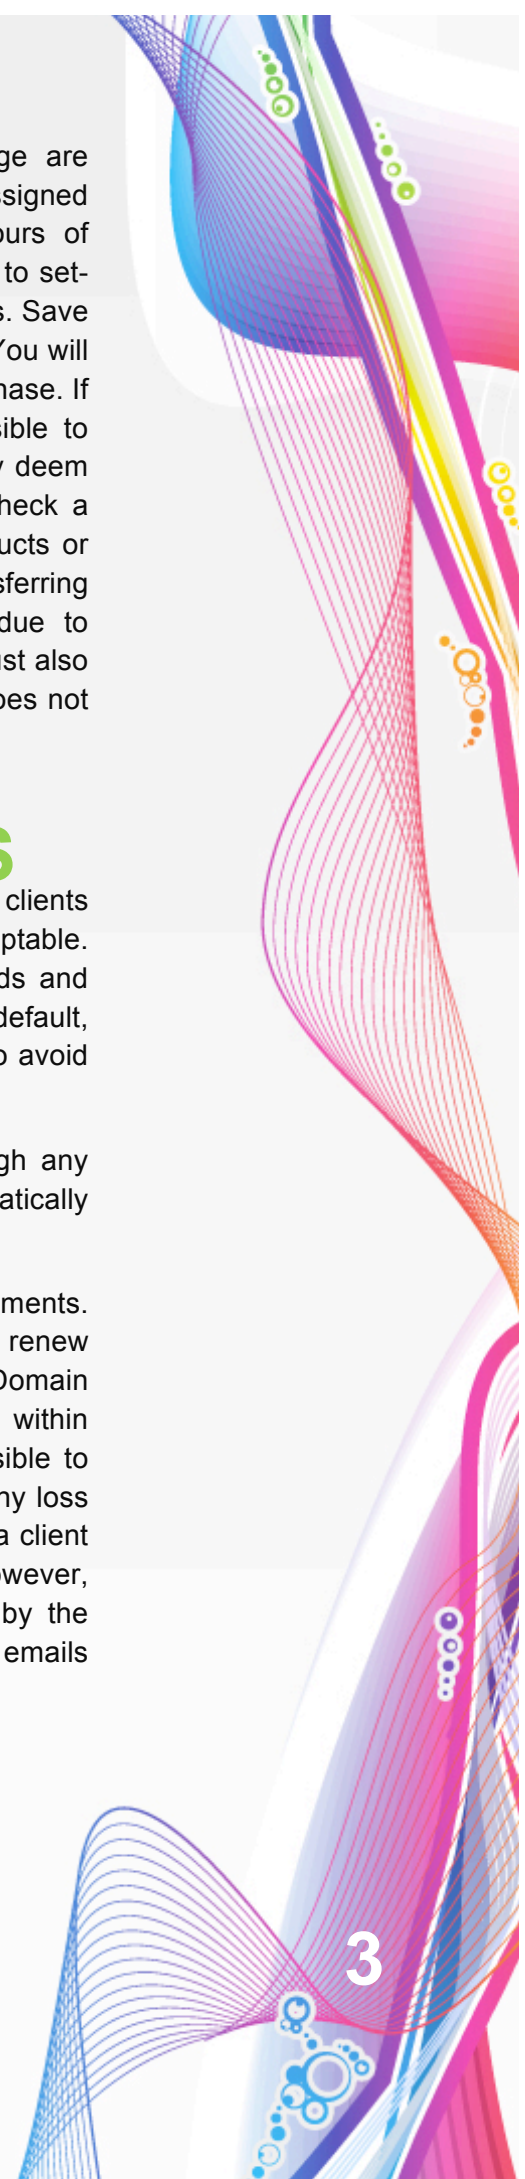 ge are
ssigned
ours of
to set-
s. Save
You will
hase. If
sible to
y deem
heck a
ucts or
sferring
due to
ust also
oes not
s
clients
ptable.
ds and
default,
o avoid
gh any
atically
ments.
renew
Domain
within
sible to
ny loss
a client
owever,
by the
emails
3